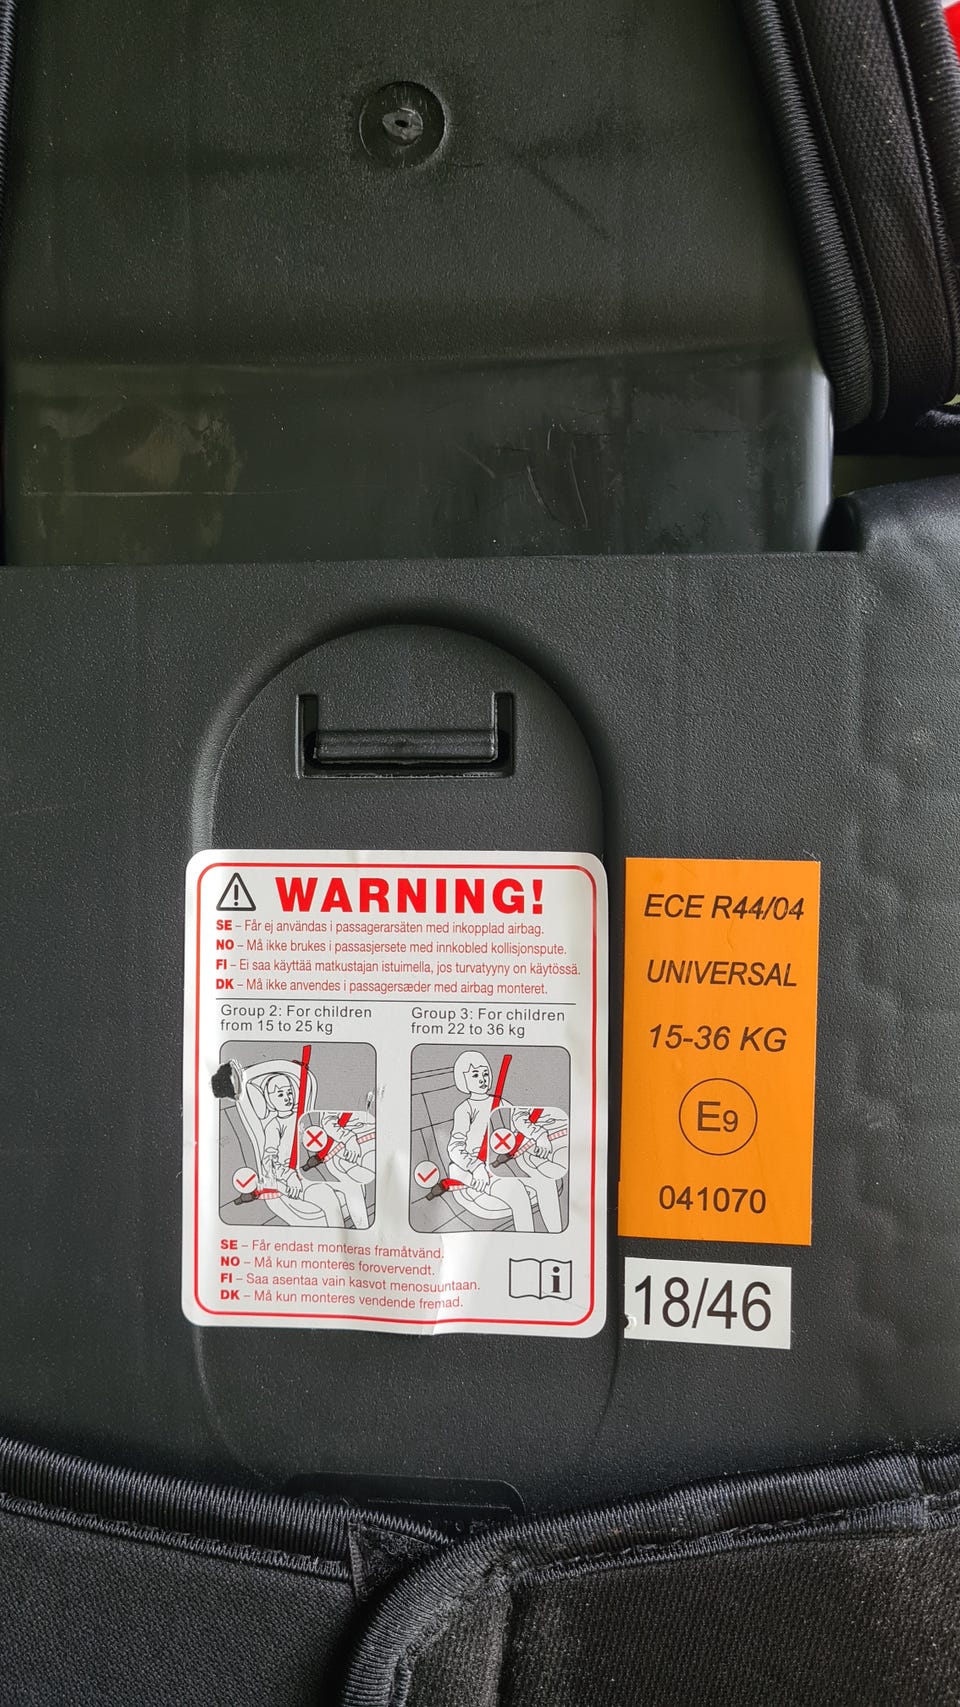 WARNING!
SE – Får ej användas i passagerarsäten med inkopplad airbag.
NO – Må ikke brukes i passasjersete med innkobled kollisjonspute.
FI – Ei saa käyttää matkustajan istuimella, jos turvatyyny on käytössä.
DK – Må ikke anvendes i passagersæder med airbag monteret.
Group 2: For children
from 15 to 25 kg
Group 3: For children
from 22 to 36 kg
SE – Får endast monteras framåtvänd.
NO – Må kun monteres forovervendt.
FI – Saa asentaa vain kasvot menosuuntaan.
DK – Må kun monteres vendende fremad.
i
ECE R44/04
UNIVERSAL
15-36 KG
E9
041070
18/46